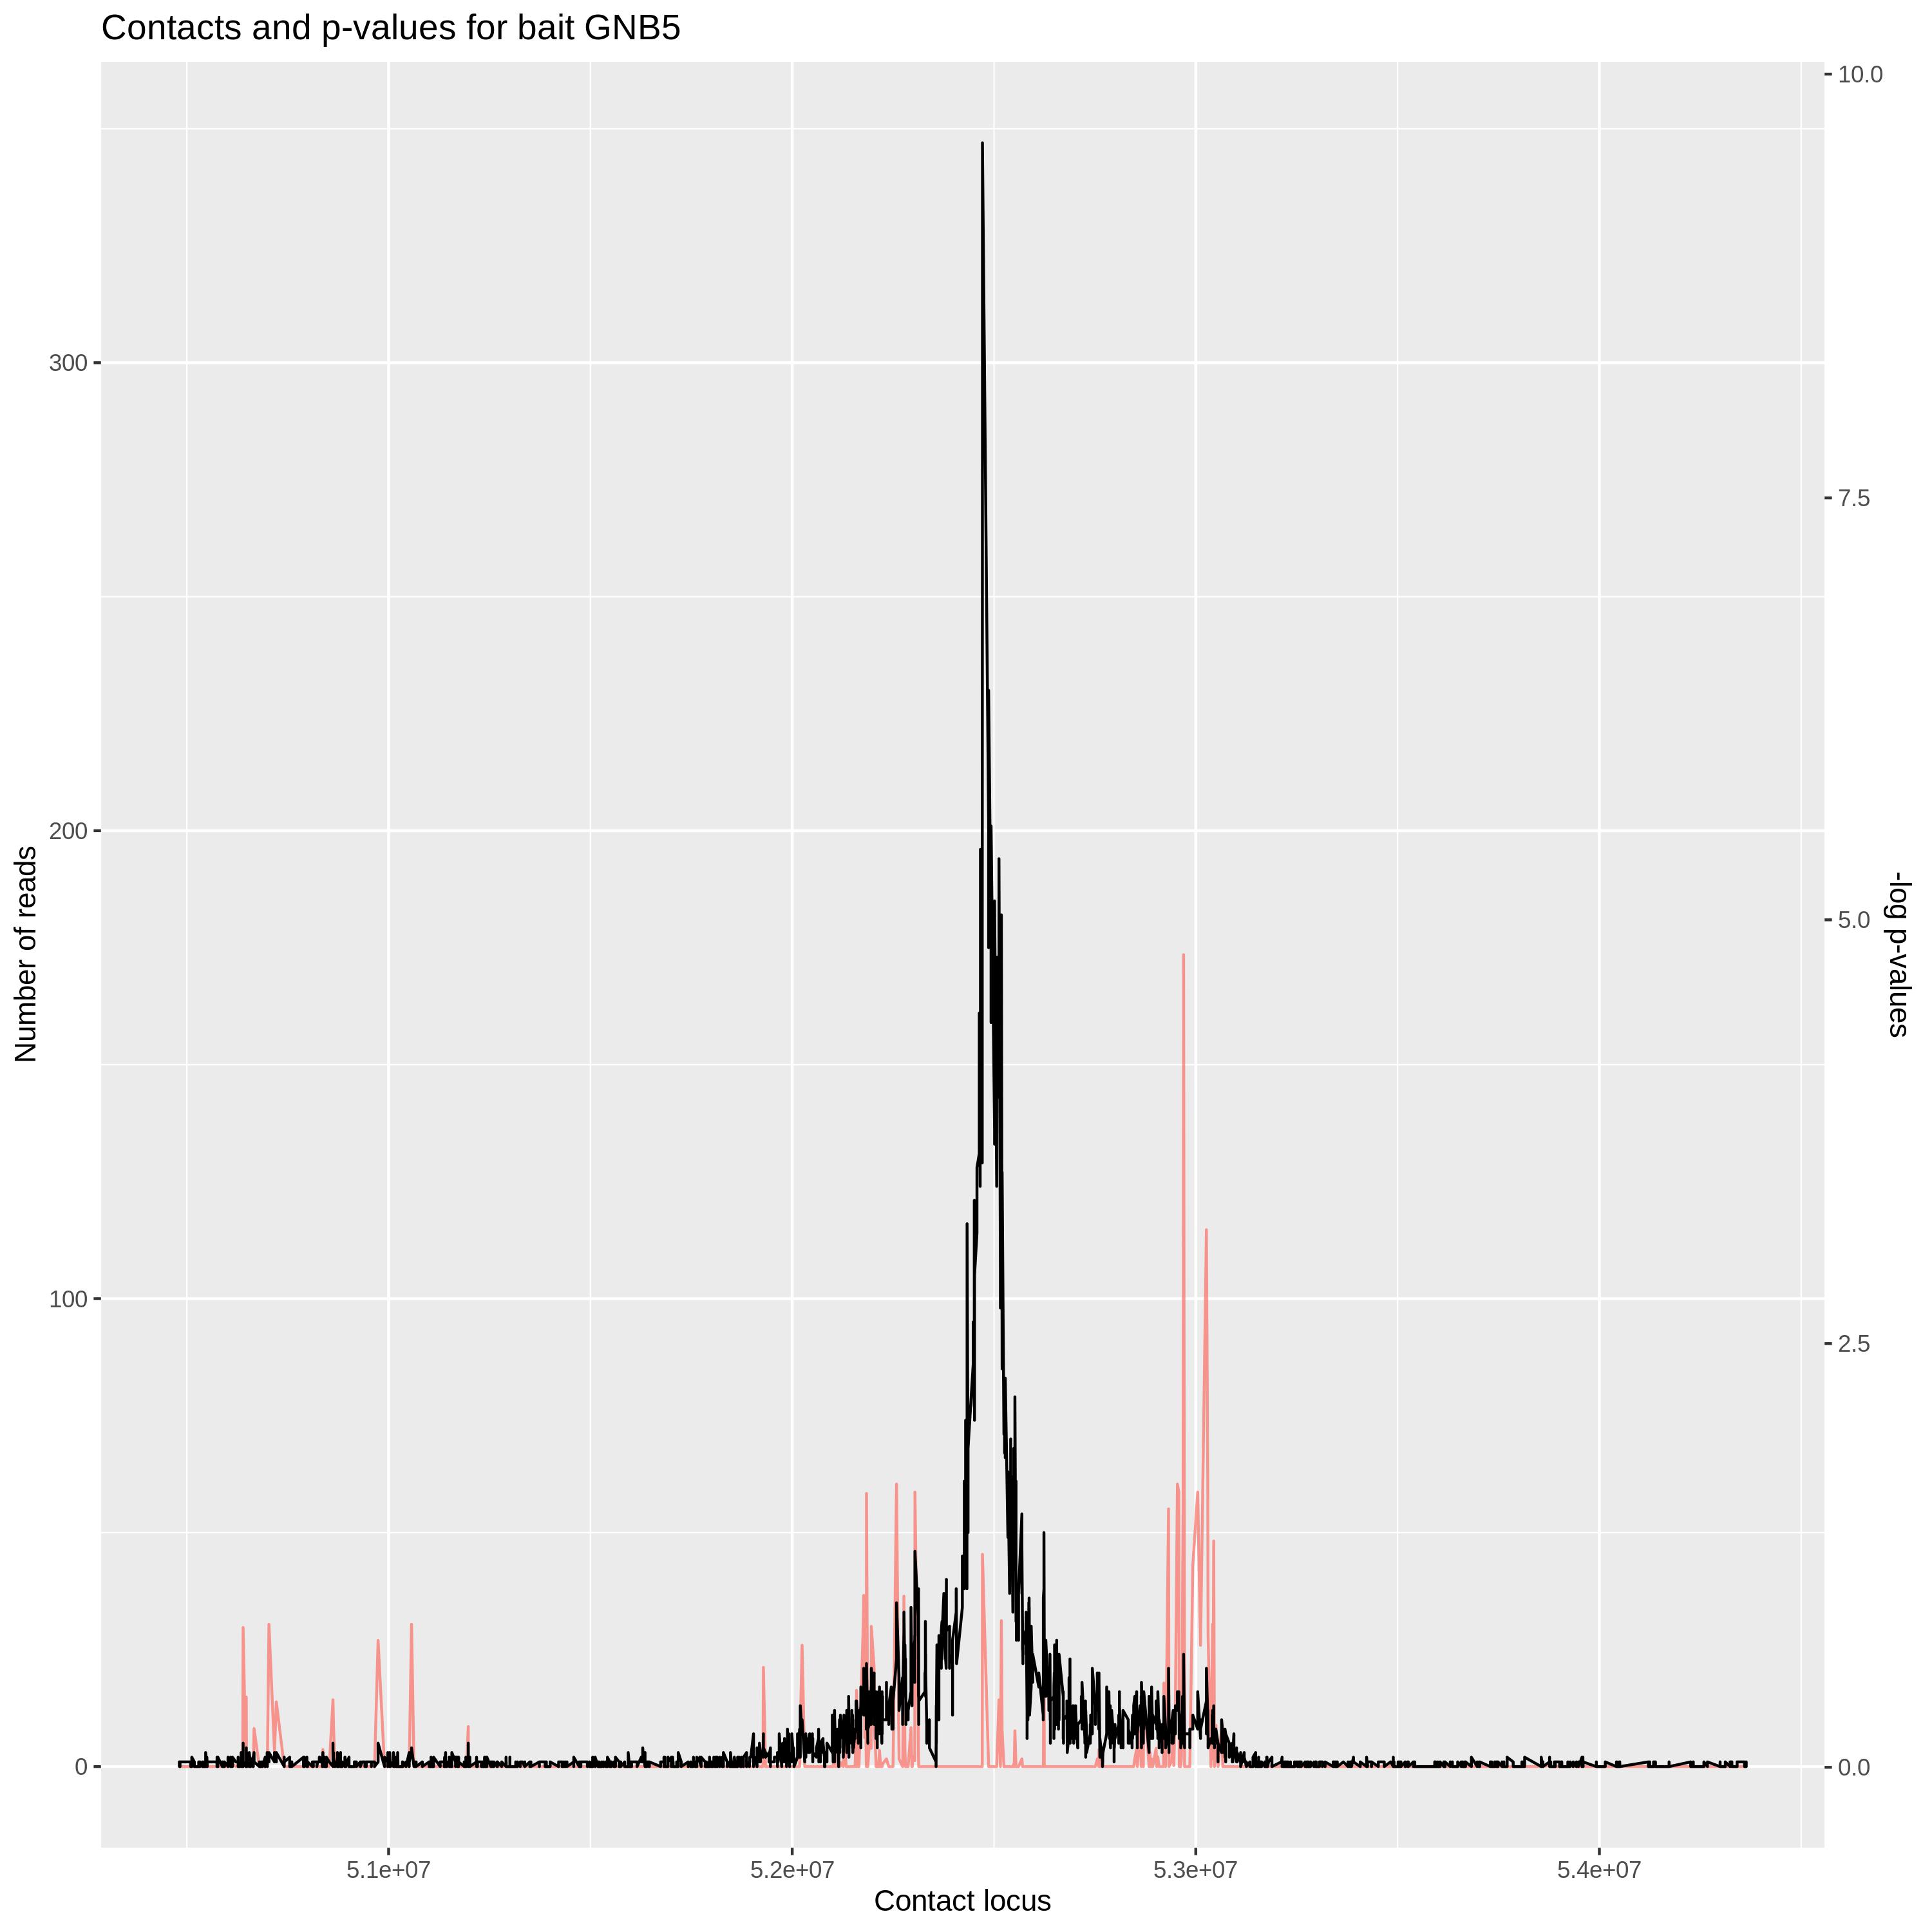 Contacts and p-values for bait GNB5
10.0
7.5
5.0
2.5
0.0
300
200
100
0
Number of reads
-log p-values
5.1e+07
5.2e+07
5.3e+07
5.4e+07
Contact locus